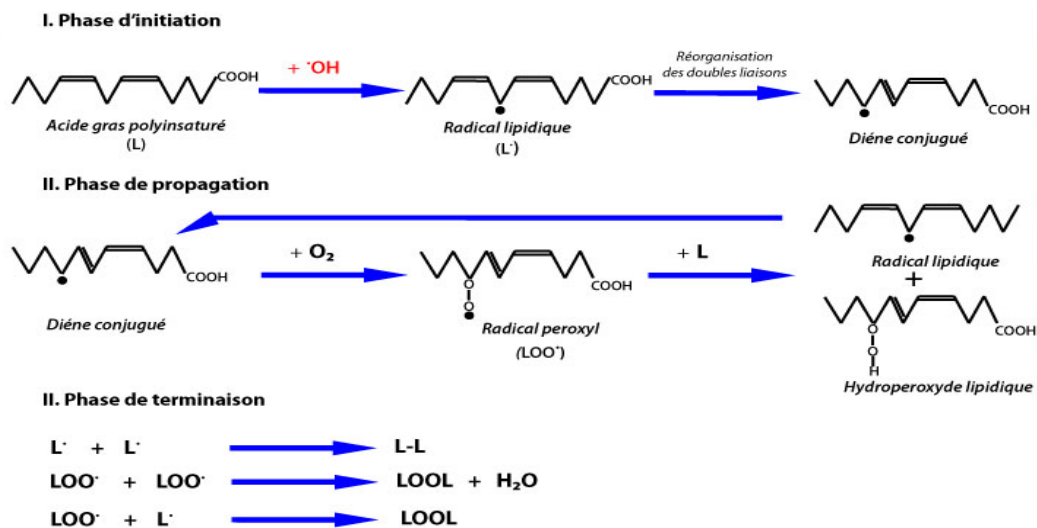 I. Phase d'initiation
COOH
+ ·OH
COOH
Réorganisation
des doubles liaisons
COOH
Acide gras polyinsaturé
(L)
Radical lipidique
(L·)
Diéne conjugué
II. Phase de propagation
COOH
+ O₂
COOH
+ L
Radical lipidique
+
Diéne conjugué
O
O
Radical peroxyl
(LOO·)
COOH
O
O
H
Hydroperoxyde lipidique
II. Phase de terminaison
L· + L· L-L
LOO· + LOO· LOOL + H₂O
LOO· + L· LOOL